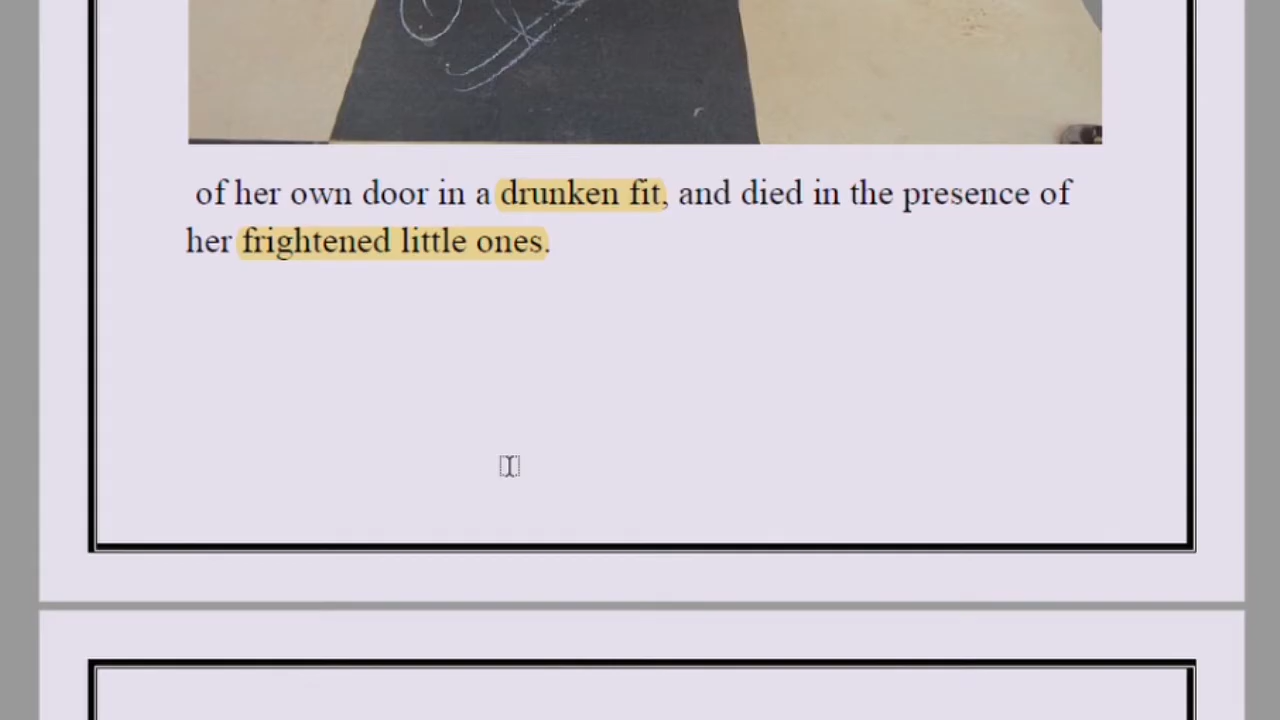 of her own door in a drunken fit, and died in the presence of
her frightened little ones.